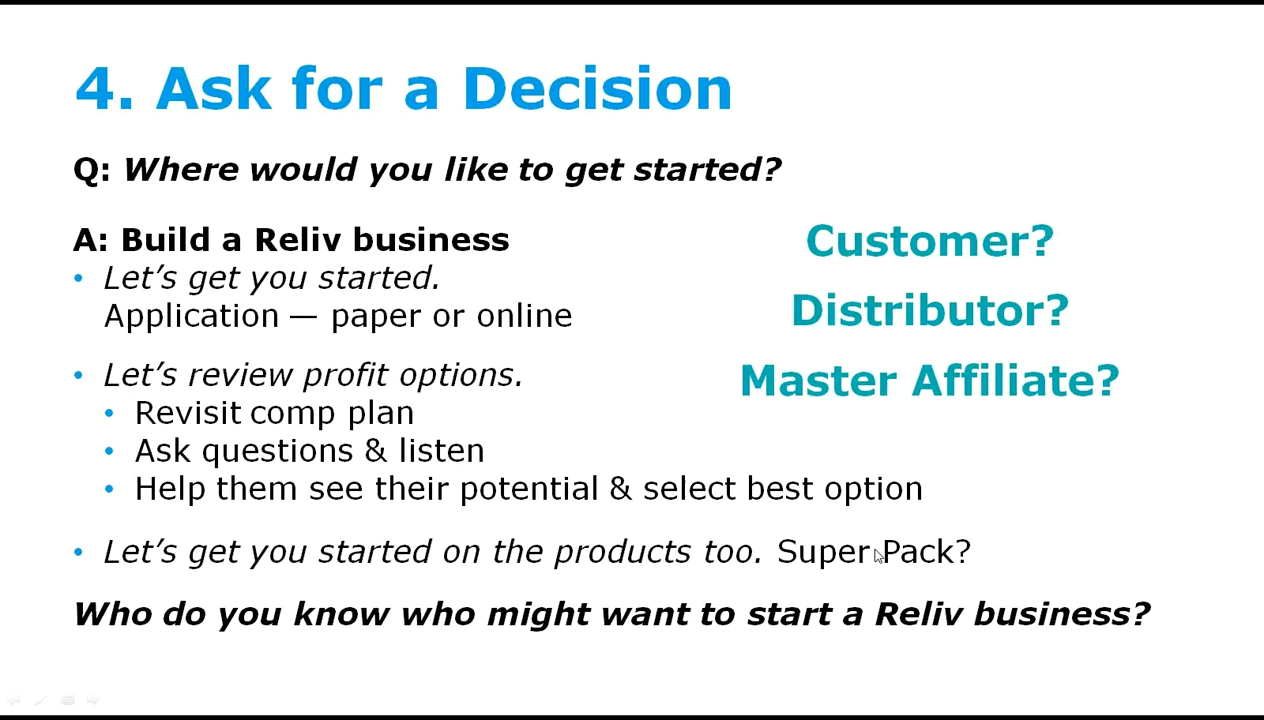 4. Ask for a Decision
Q: Where would you like to get started?
A: Build a Reliv business
• Let's get you started.
Application — paper or online
• Let's review profit options.
• Revisit comp plan
• Ask questions & listen
• Help them see their potential & select best option
• Let's get you started on the products too. Super Pack?
Who do you know who might want to start a Reliv business?
Customer?
Distributor?
Master Affiliate?